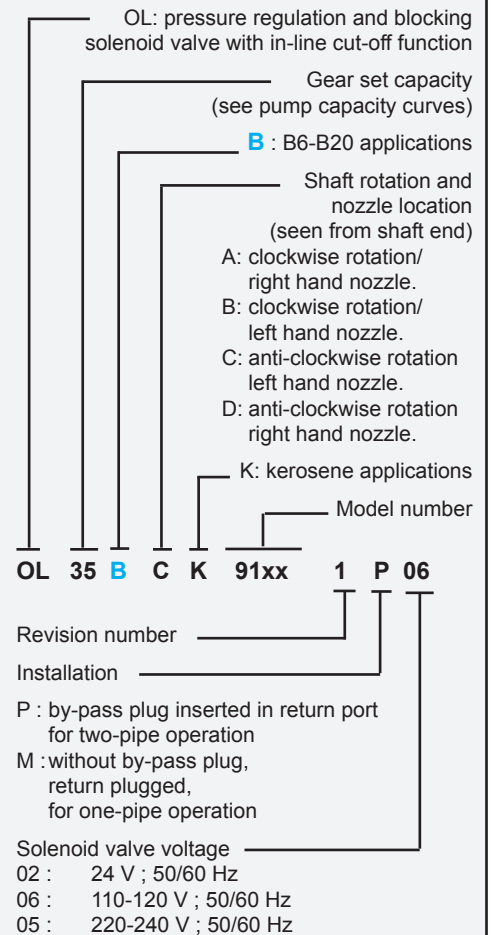 OL: pressure regulation and blocking
solenoid valve with in-line cut-off function
Gear set capacity
(see pump capacity curves)
B : B6-B20 applications
Shaft rotation and
nozzle location
(seen from shaft end)
A: clockwise rotation/
right hand nozzle.
B: clockwise rotation/
left hand nozzle.
C: anti-clockwise rotation
left hand nozzle.
D: anti-clockwise rotation
right hand nozzle.
K: kerosene applications
Model number
OL 35 B C K 91xx 1 P 06
Revision number
Installation
P : by-pass plug inserted in return port
for two-pipe operation
M : without by-pass plug,
return plugged,
for one-pipe operation
Solenoid valve voltage
02 : 24 V ; 50/60 Hz
06 : 110-120 V ; 50/60 Hz
05 : 220-240 V ; 50/60 Hz